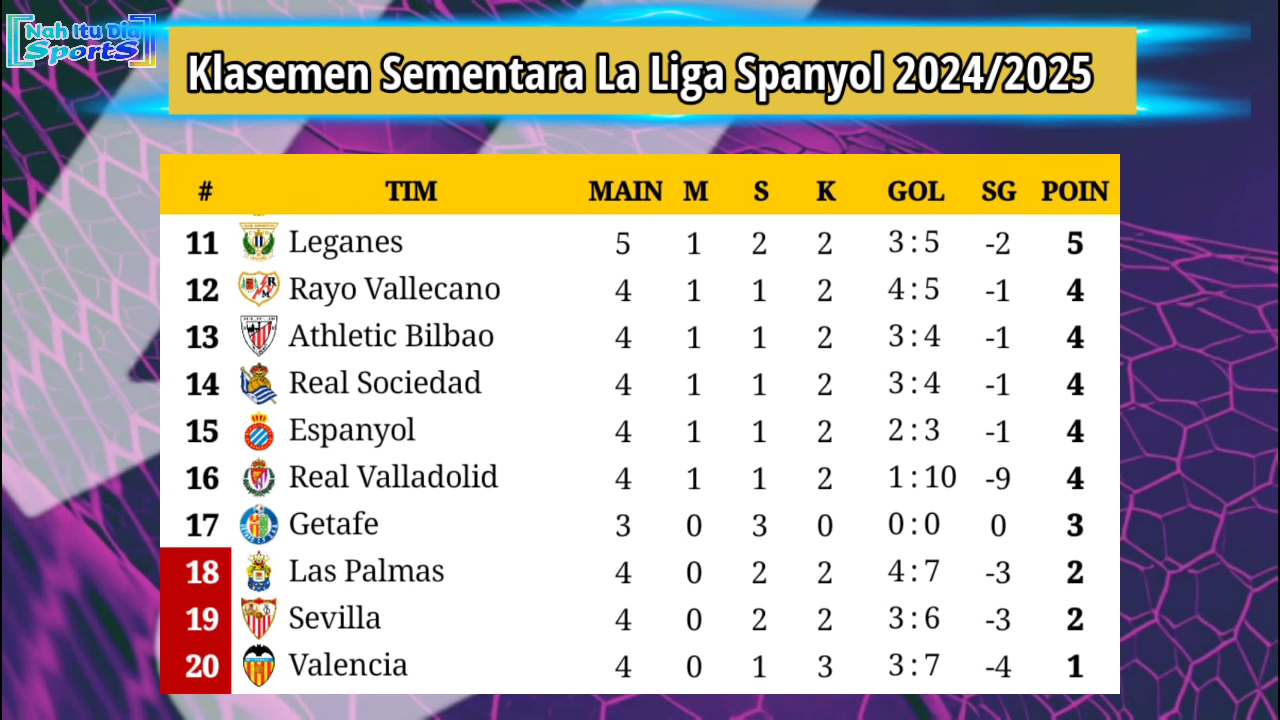 Nah Itu Dia
SportS
Klasemen Sementara La Liga Spanyol 2024/2025
# TIM MAIN M S K GOL SG POIN
11 Leganes 5 1 2 2 3:5 -2 5
12 Rayo Vallecano 4 1 1 2 4:5 -1 4
13 Athletic Bilbao 4 1 1 2 3:4 -1 4
14 Real Sociedad 4 1 1 2 3:4 -1 4
15 Espanyol 4 1 1 2 2:3 -1 4
16 Real Valladolid 4 1 1 2 1:10 -9 4
17 Getafe 3 0 3 0 0:0 0 3
18 Las Palmas 4 0 2 2 4:7 -3 2
19 Sevilla 4 0 2 2 3:6 -3 2
20 Valencia 4 0 1 3 3:7 -4 1